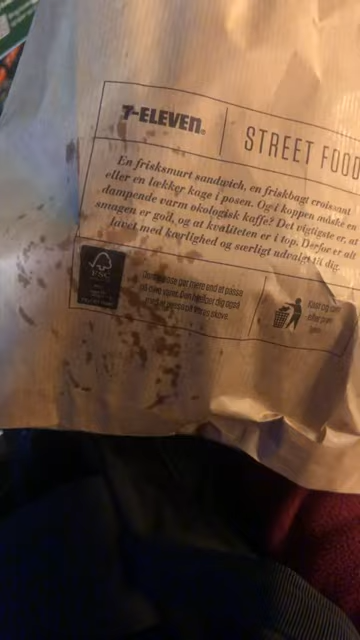 7-ELEVEN®
STREET FOOD
En frisksmurt sandwich, en friskbagt croissant
eller en lækker kage i posen. Og i koppen måske en
dampende varm økologisk kaffe? Det vigtigste er, at
smagen er god, og at kvaliteten er i top. Derfor er alt
lavet med kærlighed og særligt udvalgt til dig.
FSC